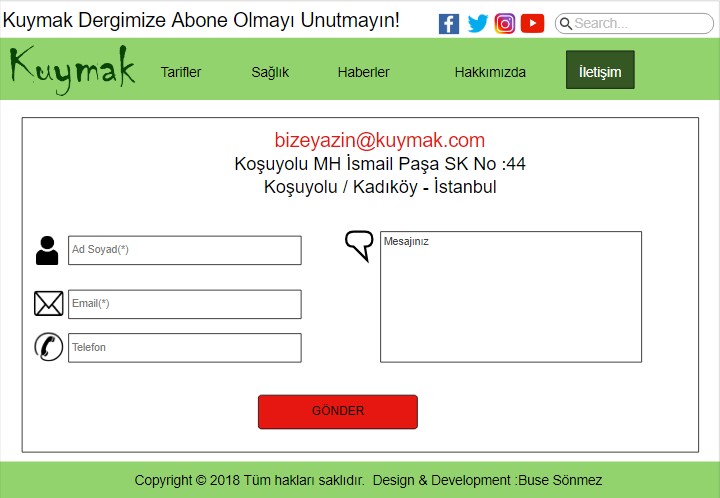 Kuymak Dergimize Abone Olmayı Unutmayın!
Search...
Kuymak
Tarifler
Sağlık
Haberler
Hakkımızda
İletişim
bizeyazin@kuymak.com
Koşuyolu MH İsmail Paşa SK No :44
Koşuyolu / Kadıköy - İstanbul
Ad Soyad(*)
Mesajınız
Email(*)
Telefon
GÖNDER
Copyright © 2018 Tüm hakları saklıdır.  Design & Development :Buse Sönmez